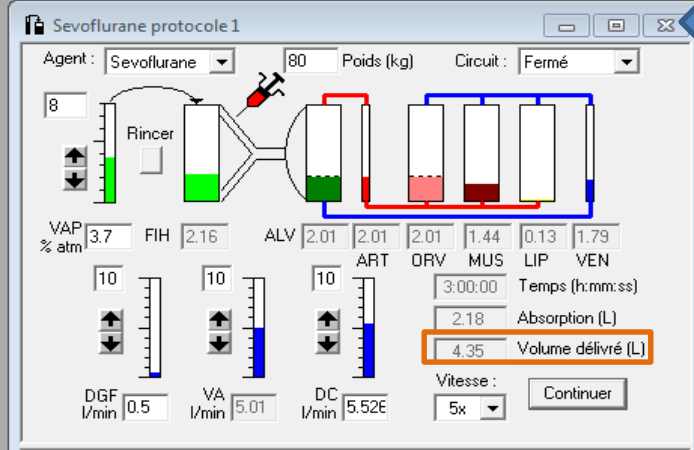 Sevoflurane protocole 1
Agent : Sevoflurane 80 Poids (kg) Circuit : Fermé
8
Rincer
VAP % atm 3.7 FIH 2.16 ALV 2.01 2.01 2.01 1.44 0.13 1.79
ART ORV MUS LIP VEN
10 10 10
3:00:00 Temps (h:mm:ss)
2.18 Absorption (L)
4.35 Volume délivré (L)
DGF l/min 0.5 VA l/min 5.01 DC l/min 5.526
Vitesse :
5x Continuer